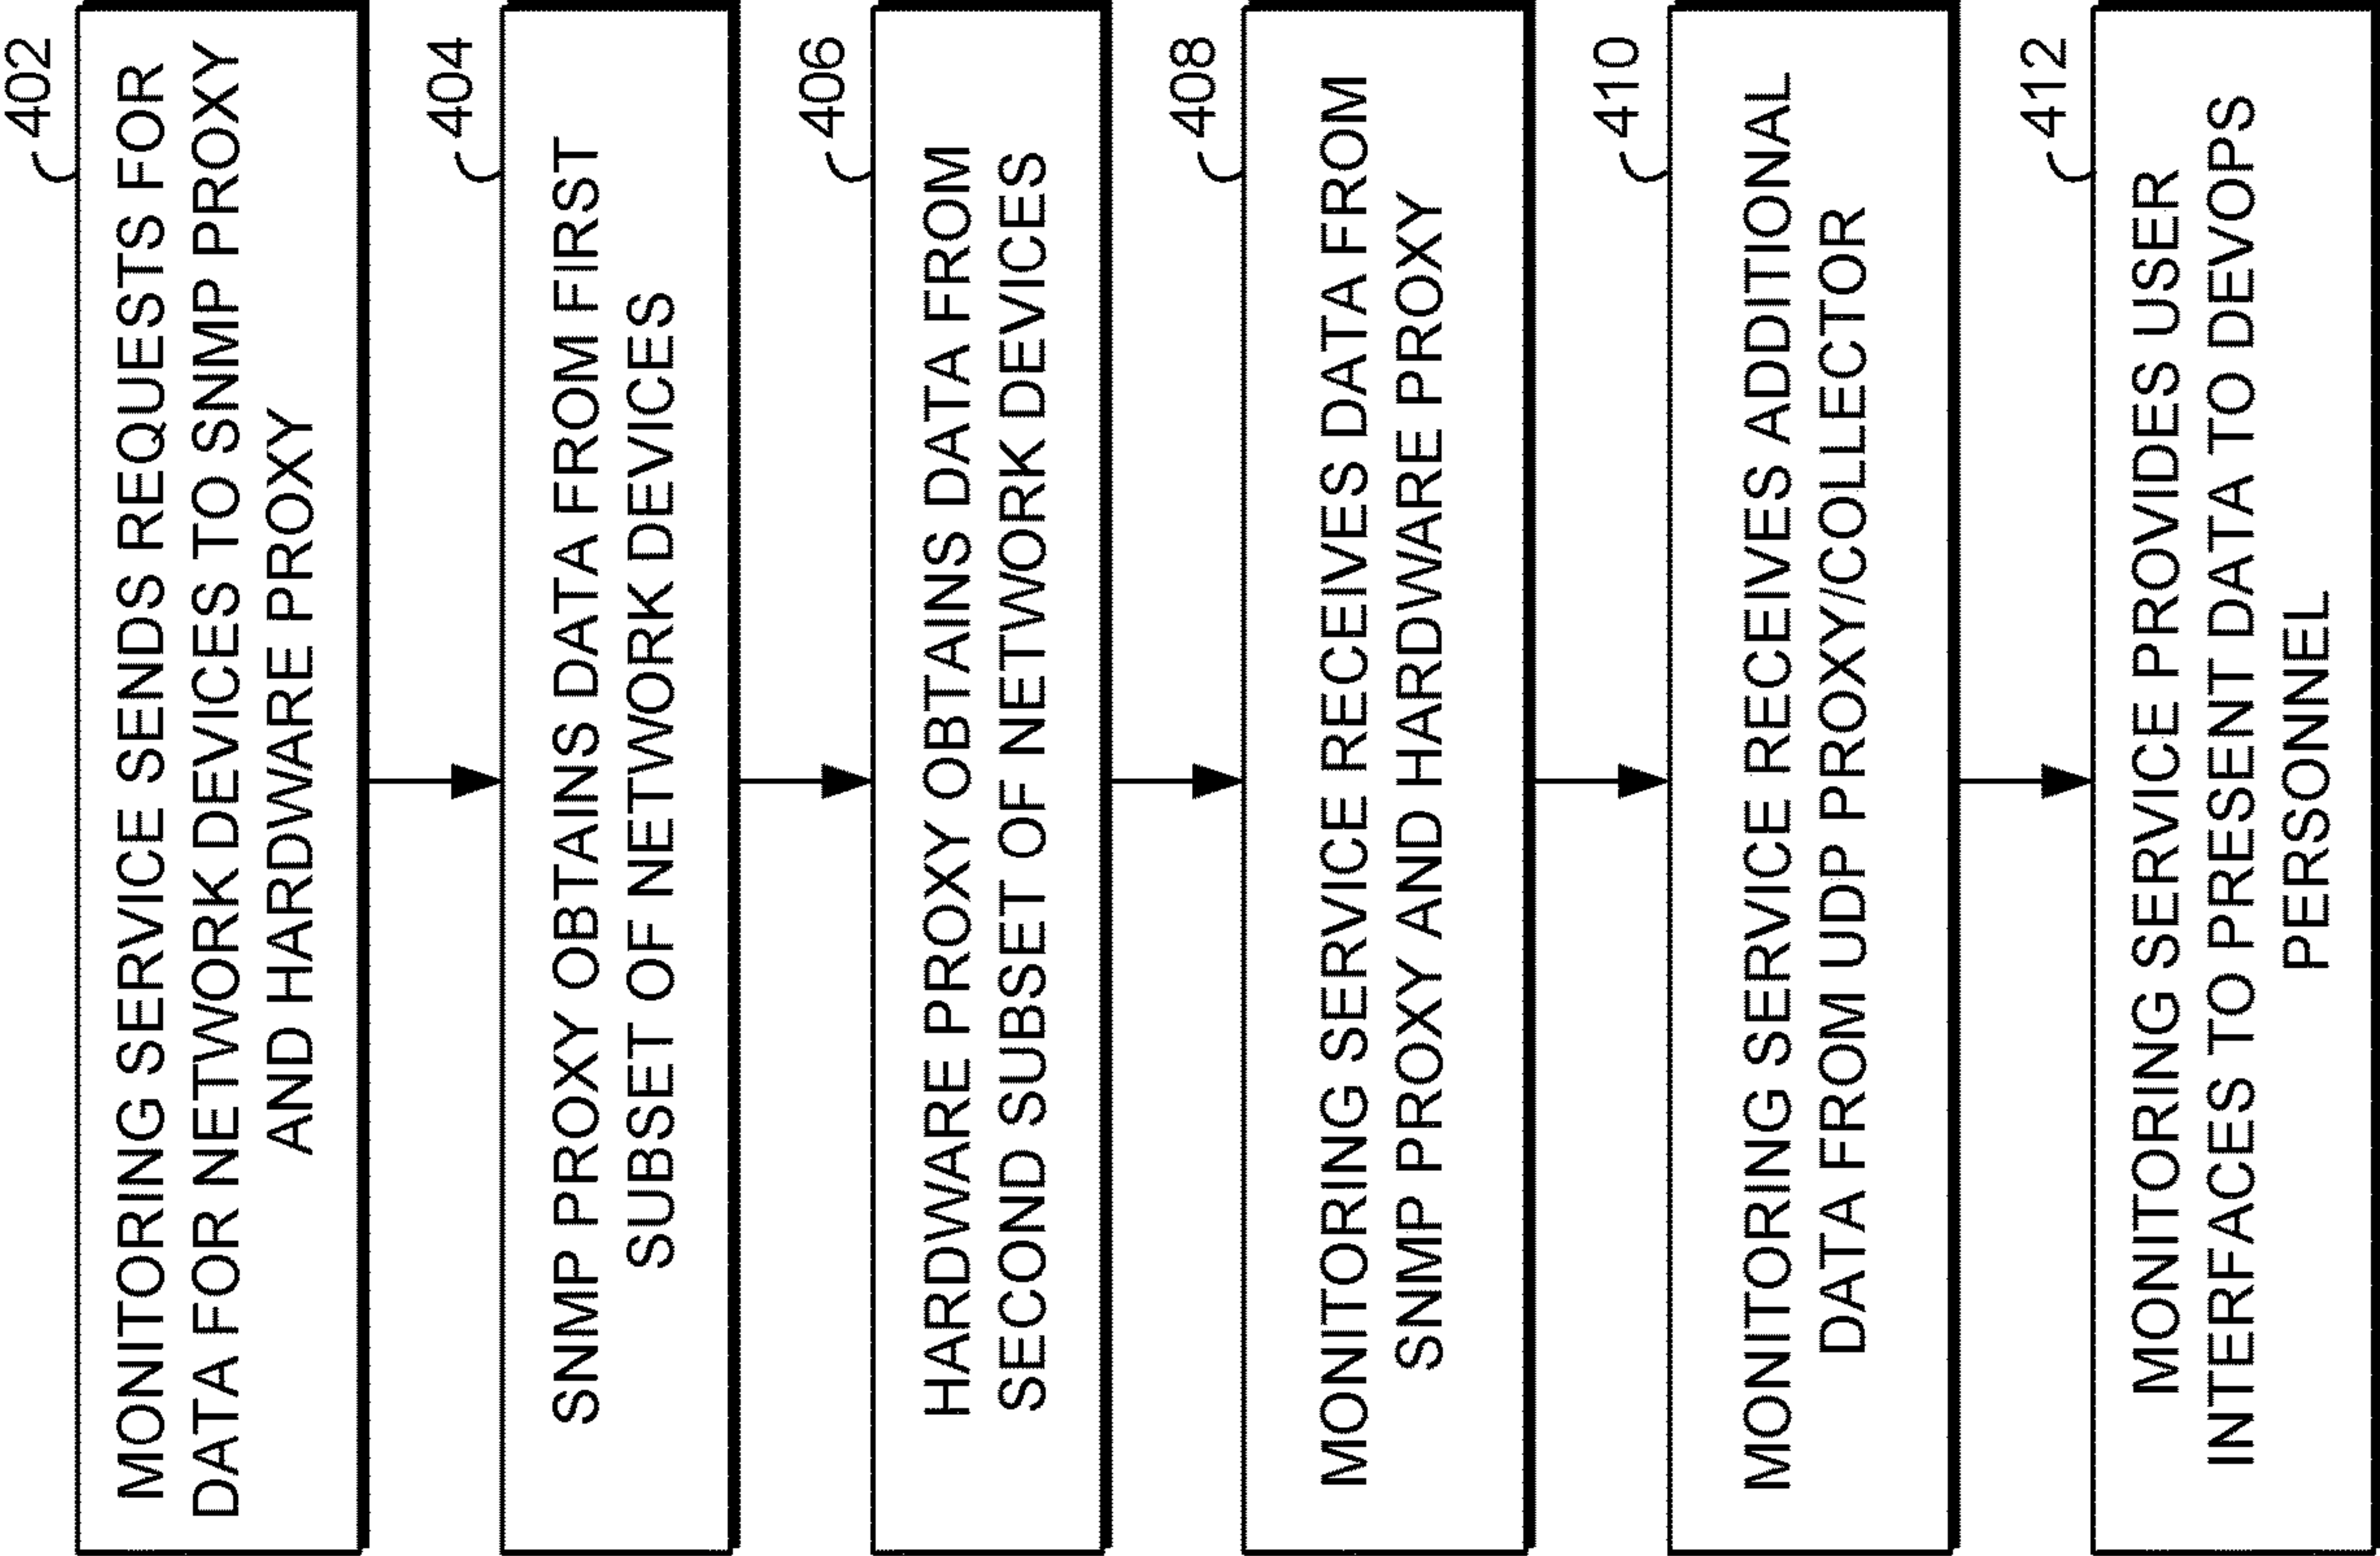 402
MONITORING SERVICE SENDS REQUESTS FOR
DATA FOR NETWORK DEVICES TO SNMP PROXY
AND HARDWARE PROXY
404
SNMP PROXY OBTAINS DATA FROM FIRST
SUBSET OF NETWORK DEVICES
406
HARDWARE PROXY OBTAINS DATA FROM
SECOND SUBSET OF NETWORK DEVICES
408
MONITORING SERVICE RECEIVES DATA FROM
SNMP PROXY AND HARDWARE PROXY
410
MONITORING SERVICE RECEIVES ADDITIONAL
DATA FROM UDP PROXY/COLLECTOR
412
MONITORING SERVICE PROVIDES USER
INTERFACES TO PRESENT DATA TO DEVOPS
PERSONNEL